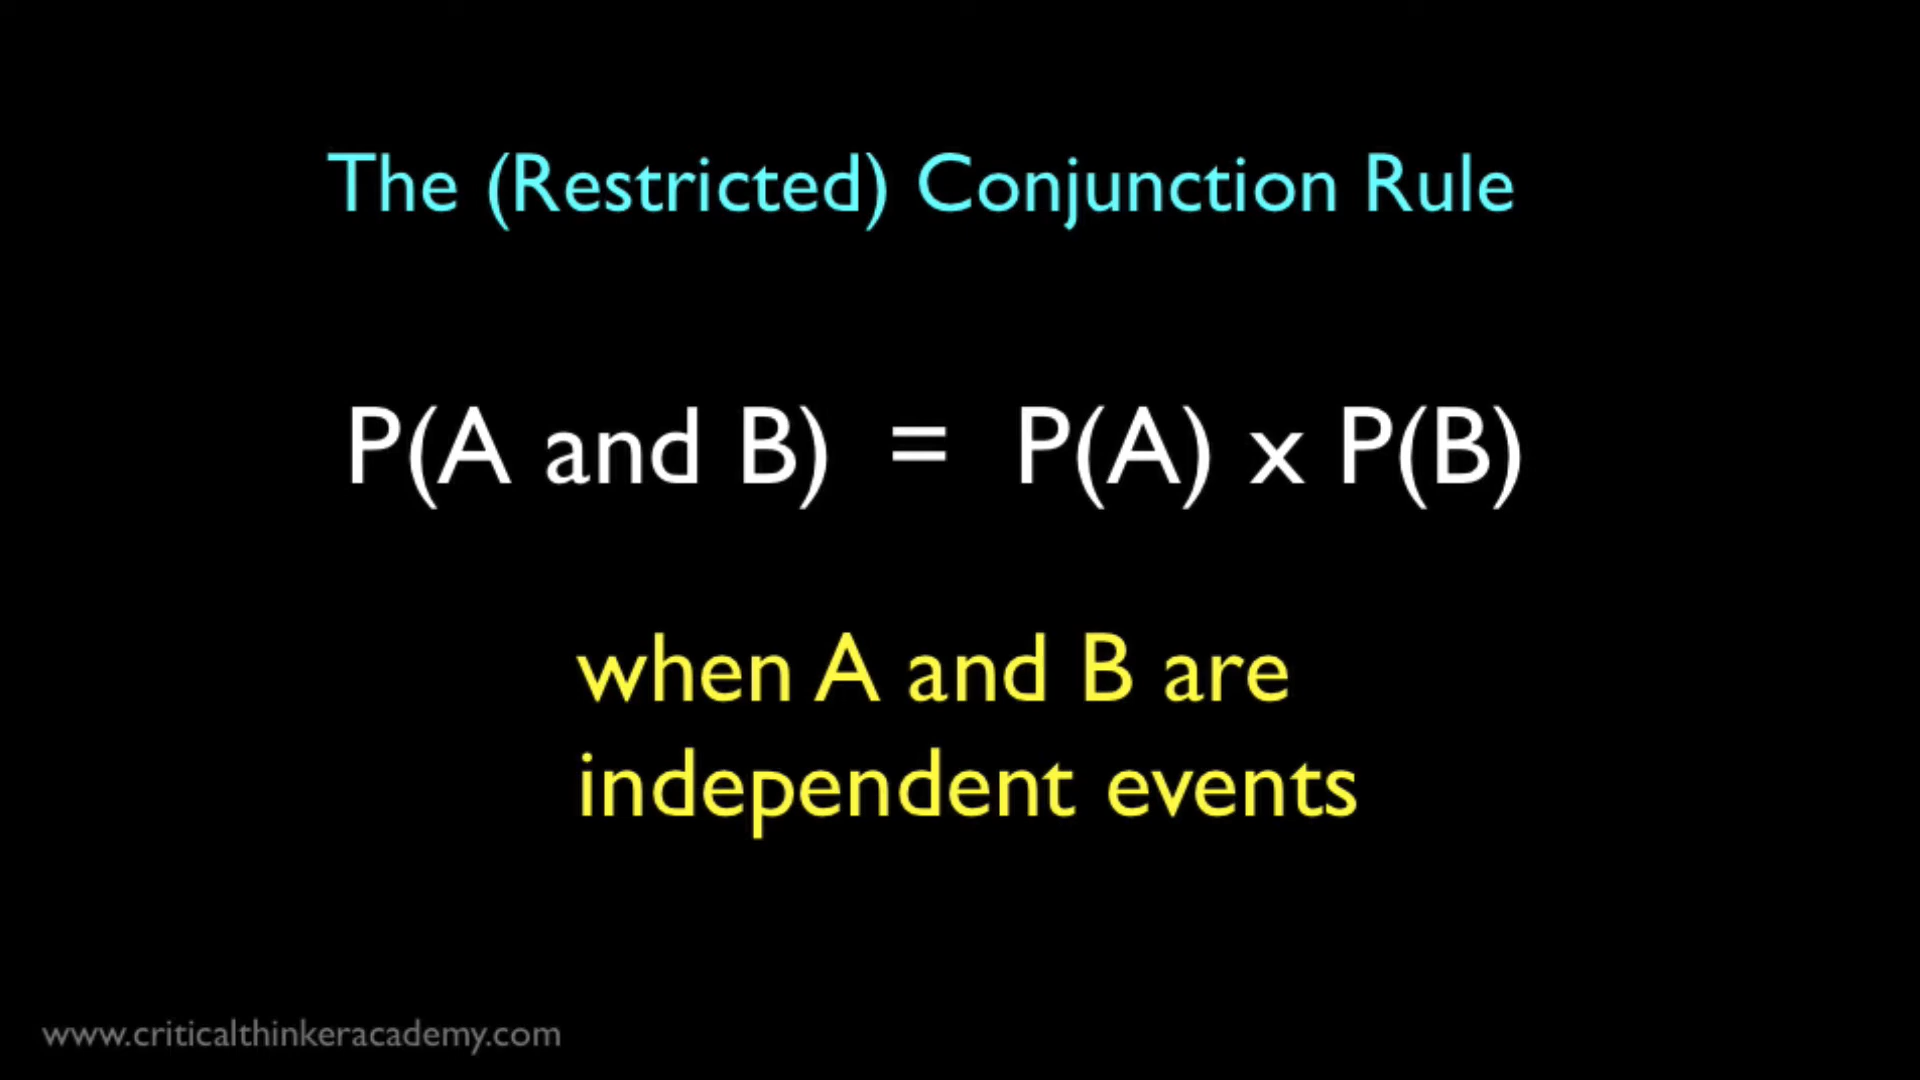 The (Restricted) Conjunction Rule
P(A and B) = P(A) x P(B)
when A and B are
independent events
www.criticalthinkeracademy.com